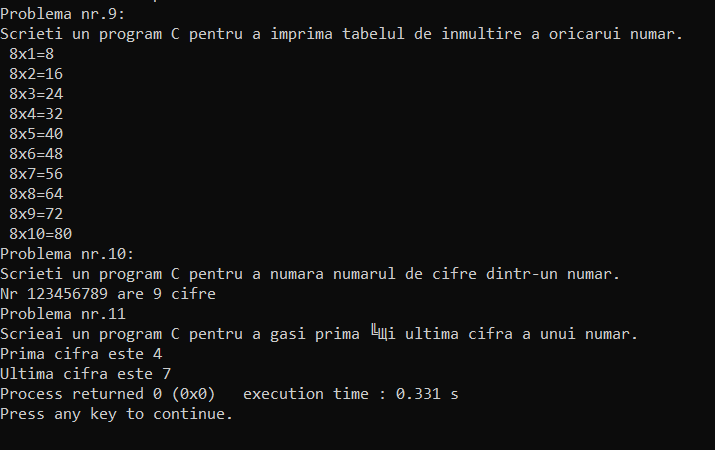 Problema nr.9:
Scrieti un program C pentru a imprima tabelul de inmultire a oricarui numar.
8x1=8
8x2=16
8x3=24
8x4=32
8x5=40
8x6=48
8x7=56
8x8=64
8x9=72
8x10=80
Problema nr.10:
Scrieti un program C pentru a numara numarul de cifre dintr-un numar.
Nr 123456789 are 9 cifre
Problema nr.11
Scrieai un program C pentru a gasi prima ╚Щi ultima cifra a unui numar.
Prima cifra este 4
Ultima cifra este 7
Process returned 0 (0x0)   execution time : 0.331 s
Press any key to continue.